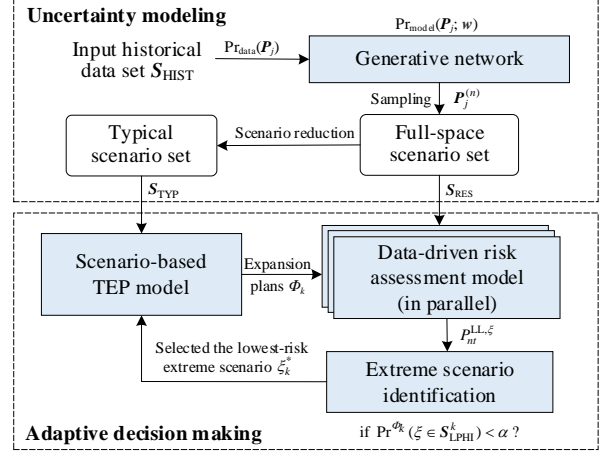 Uncertainty modeling
Input historical
data set S_HIST
Pr_data(P_j)
Pr_model(P_j; w)
Generative network
Sampling P_j^(n)
Typical
scenario set
Scenario reduction
Full-space
scenario set
S_TYP
S_RES
Scenario-based
TEP model
Expansion
plans Φ_k
Data-driven risk
assessment model
(in parallel)
P_nt^LL,ξ
Selected the lowest-risk
extreme scenario ξ_k^*
Extreme scenario
identification
Adaptive decision making
if Pr^Φ_k(ξ ∈ S_LPHI^k) < α ?